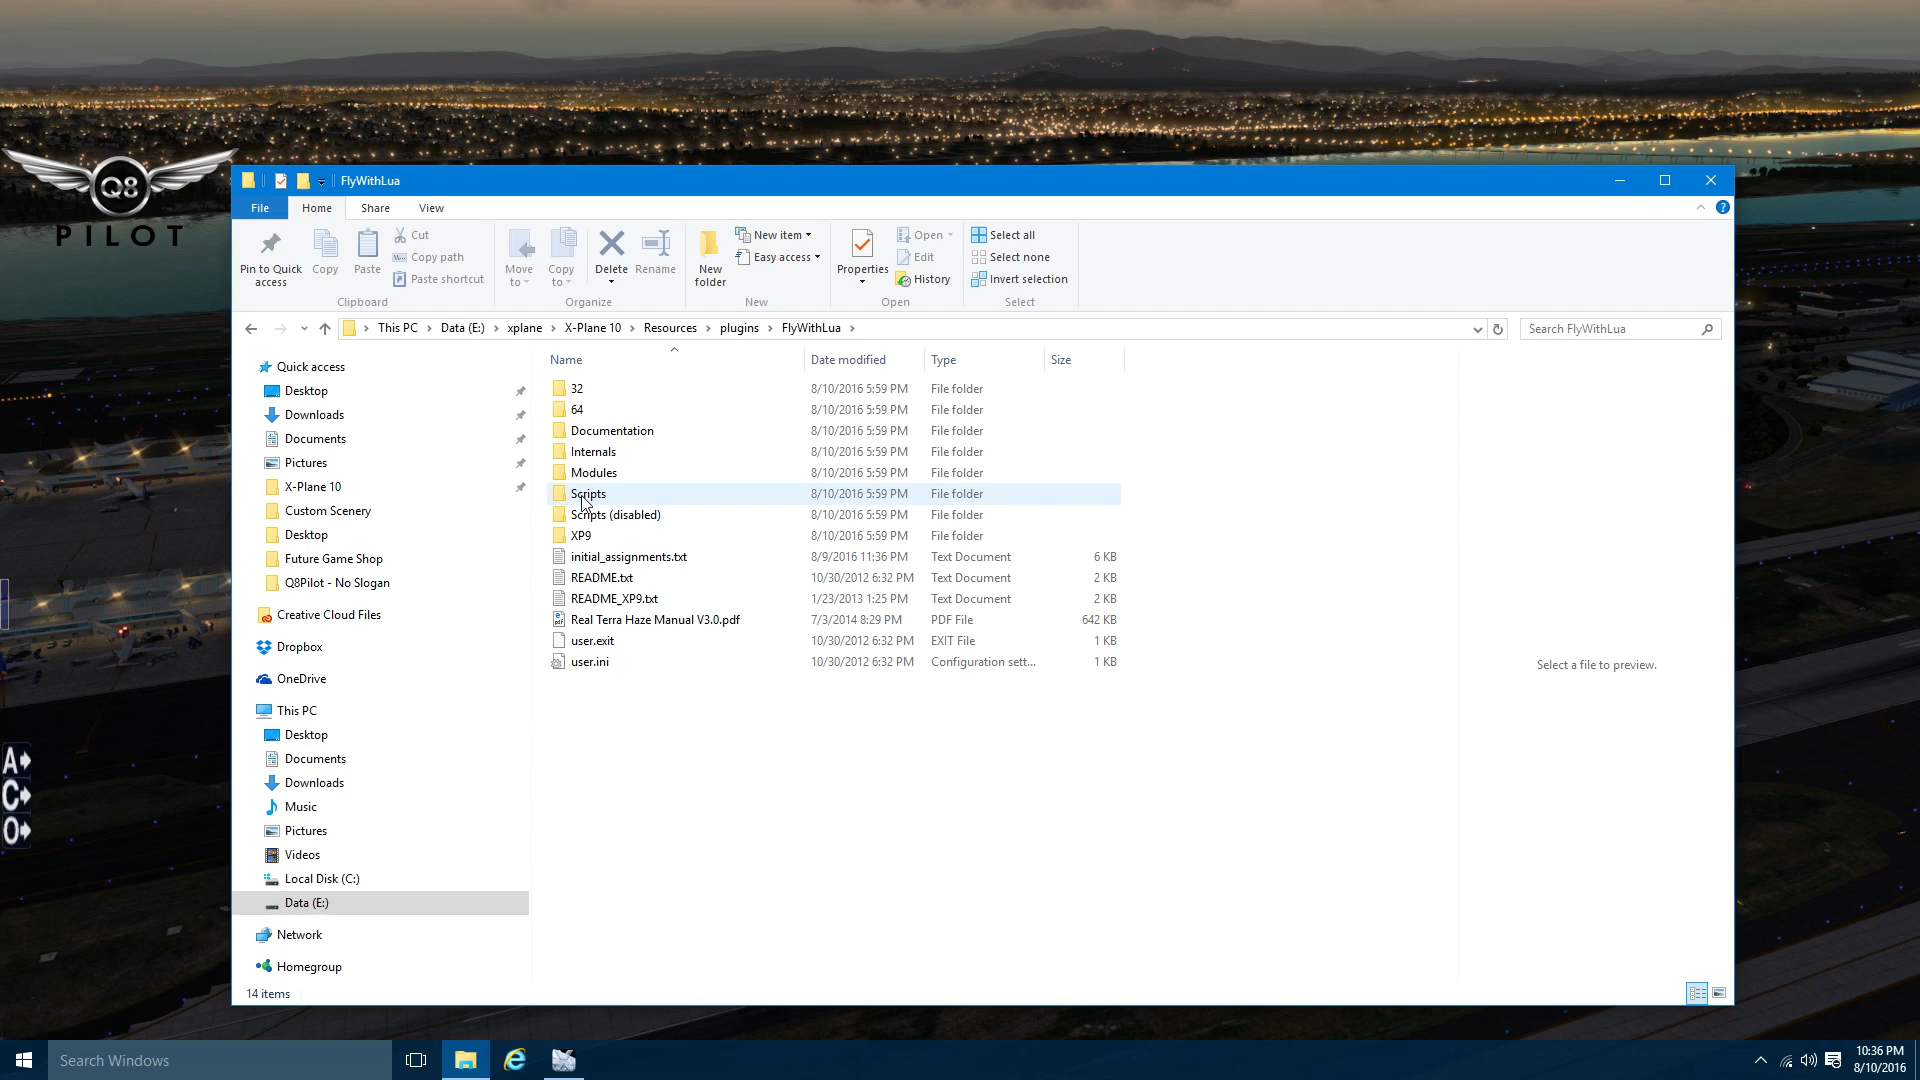 Q8
PILOT
FlyWithLua
File
Home
Share
View
Pin to Quick
access
Copy
Paste
Cut
Copy path
Paste shortcut
Clipboard
Move
to
Copy
to
Delete
Rename
Organize
New
folder
New item
Easy access
New
Properties
Open
Edit
History
Open
Select all
Select none
Invert selection
Select
This PC > Data (E:) > xplane > X-Plane 10 > Resources > plugins > FlyWithLua >
Search FlyWithLua
Quick access
Desktop
Downloads
Documents
Pictures
X-Plane 10
Custom Scenery
Desktop
Future Game Shop
Q8Pilot - No Slogan
Creative Cloud Files
Dropbox
OneDrive
This PC
Desktop
Documents
Downloads
Music
Pictures
Videos
Local Disk (C:)
Data (E:)
Network
Homegroup
Name Date modified Type Size
32 8/10/2016 5:59 PM File folder
64 8/10/2016 5:59 PM File folder
Documentation 8/10/2016 5:59 PM File folder
Internals 8/10/2016 5:59 PM File folder
Modules 8/10/2016 5:59 PM File folder
Scripts 8/10/2016 5:59 PM File folder
Scripts (disabled) 8/10/2016 5:59 PM File folder
XP9 8/10/2016 5:59 PM File folder
initial_assignments.txt 8/9/2016 11:36 PM Text Document 6 KB
README.txt 10/30/2012 6:32 PM Text Document 2 KB
README_XP9.txt 1/23/2013 1:25 PM Text Document 2 KB
Real Terra Haze Manual V3.0.pdf 7/3/2014 8:29 PM PDF File 642 KB
user.exit 10/30/2012 6:32 PM EXIT File 1 KB
user.ini 10/30/2012 6:32 PM Configuration sett... 1 KB
Select a file to preview.
14 items
A
C
O
Search Windows
10:36 PM
8/10/2016